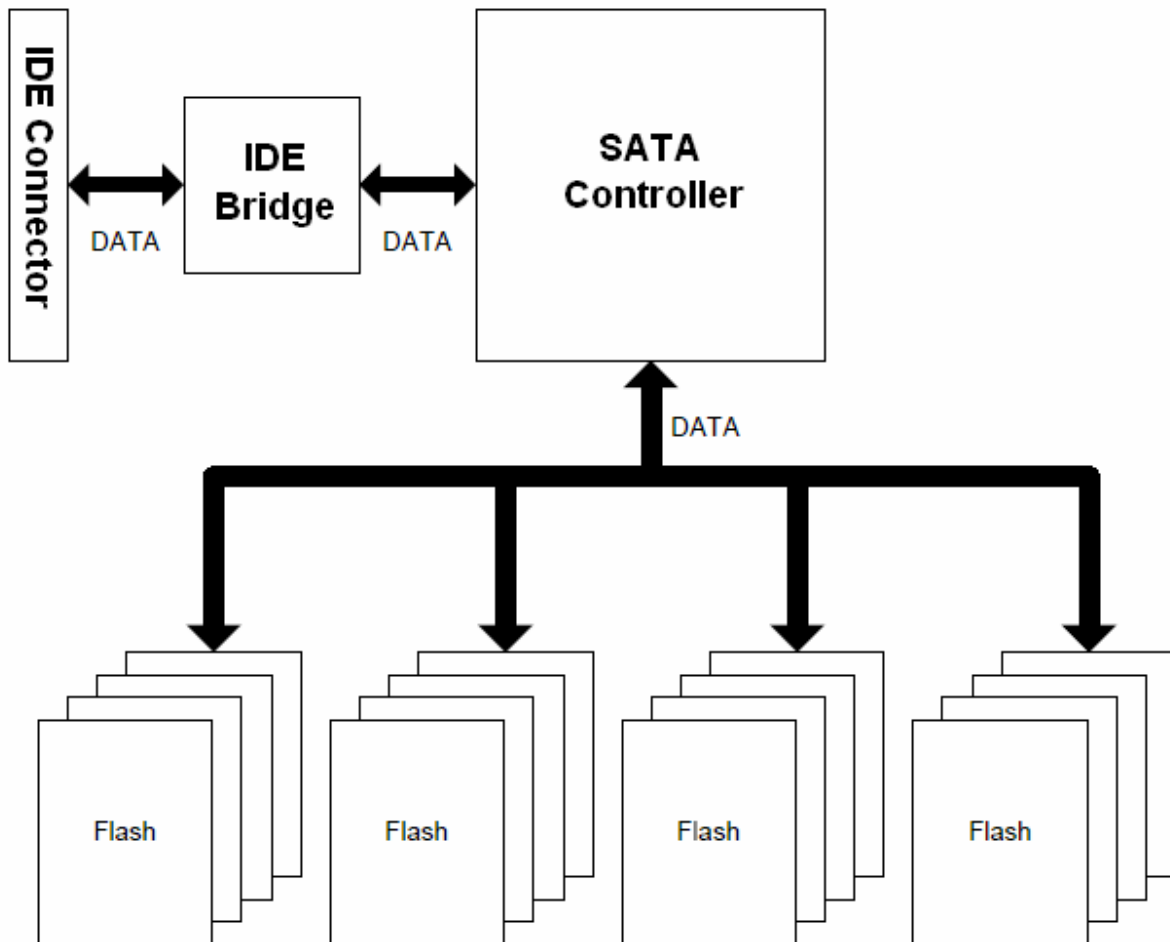 IDE Connector
IDE
Bridge
SATA
Controller
DATA
DATA
DATA
Flash
Flash
Flash
Flash